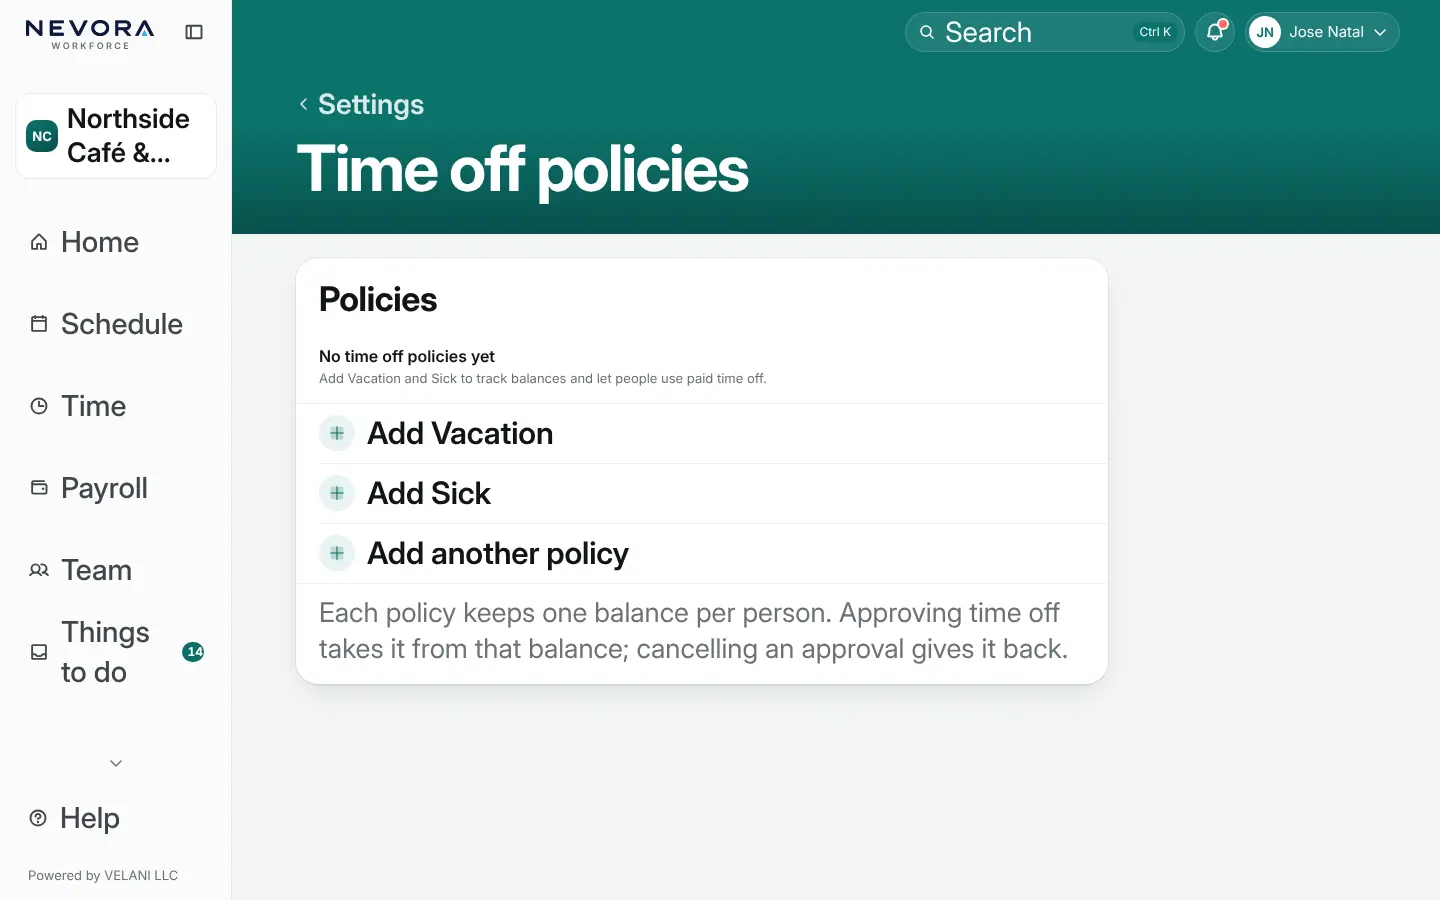 NEVORA
WORKFORCE
NC
Northside
Café &...
Home
Schedule
Time
Payroll
Team
Things
to do
14
Help
Powered by VELANI LLC
Search
Ctrl K
JN
Jose Natal
Settings
Time off policies
Policies
No time off policies yet
Add Vacation and Sick to track balances and let people use paid time off.
Add Vacation
Add Sick
Add another policy
Each policy keeps one balance per person. Approving time off
takes it from that balance; cancelling an approval gives it back.